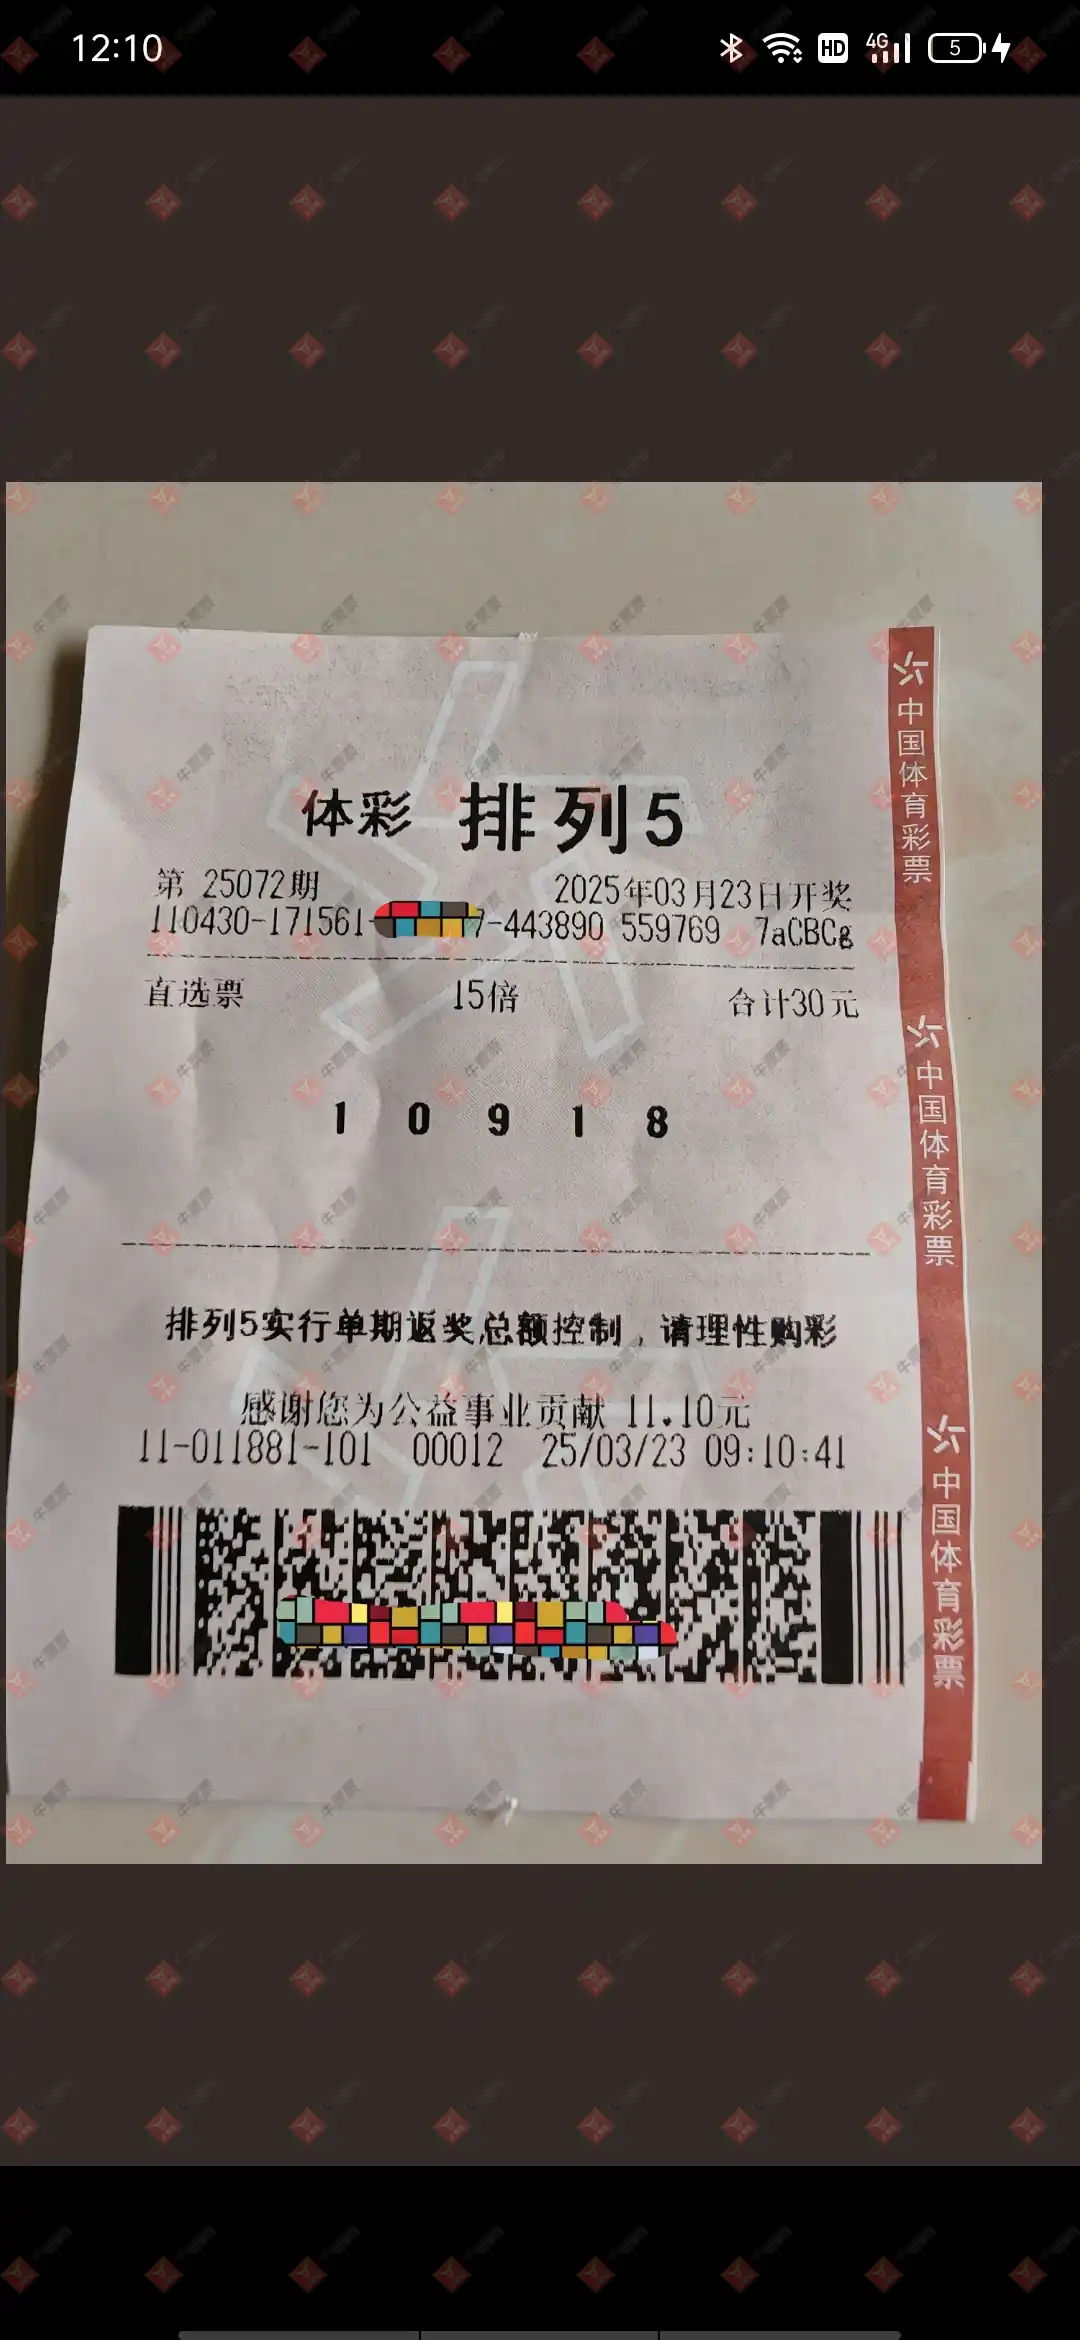 12:10
HD 4G 5
体彩 排列5
第 25072期 2025年03月23日开奖
110430-171561- 7-443890 559769 7aCBCg
直选票 15倍 合计30元
1 0 9 1 8
排列5实行单期返奖总额控制，请理性购彩
感谢您为公益事业贡献 11.10元
11-011881-101 00012 25/03/23 09:10:41
中国体育彩票
中国体育彩票
中国体育彩票